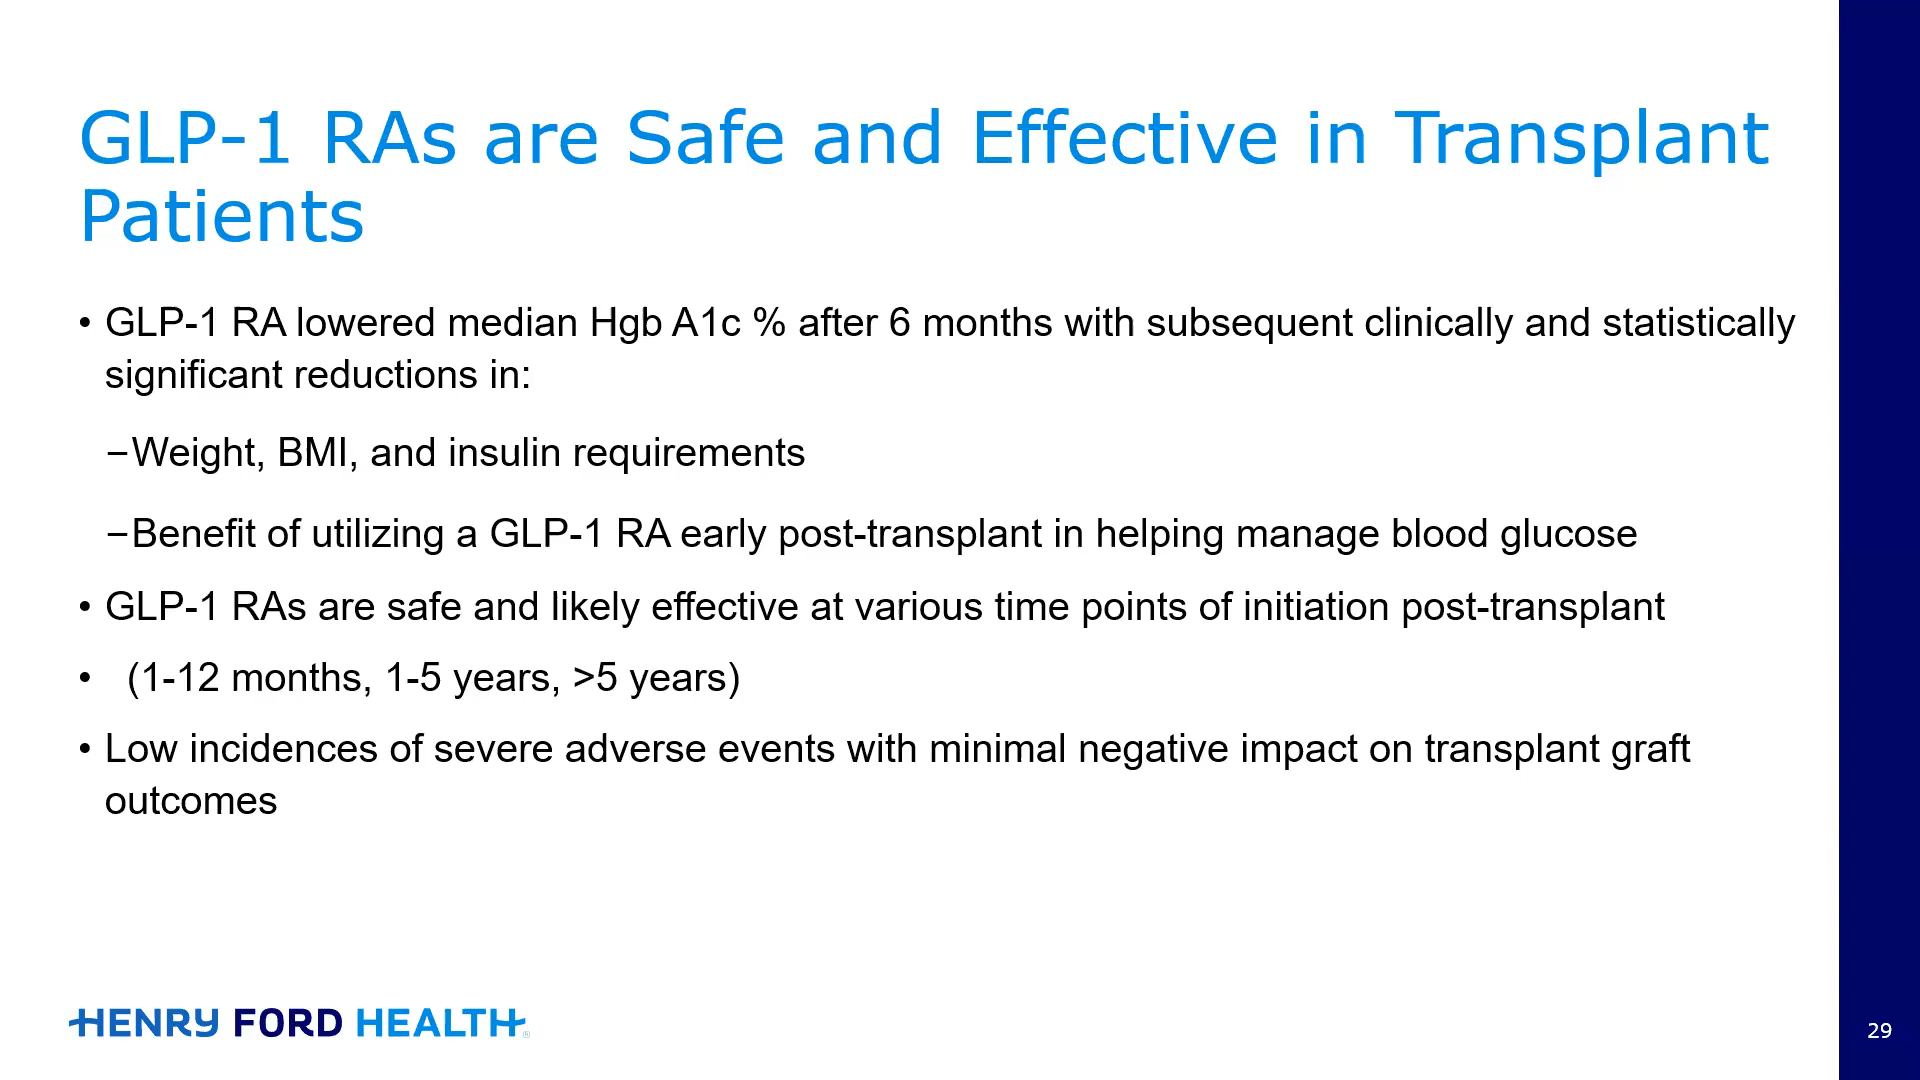 GLP-1 RAs are Safe and Effective in Transplant
Patients
• GLP-1 RA lowered median Hgb A1c % after 6 months with subsequent clinically and statistically
significant reductions in:
–Weight, BMI, and insulin requirements
–Benefit of utilizing a GLP-1 RA early post-transplant in helping manage blood glucose
• GLP-1 RAs are safe and likely effective at various time points of initiation post-transplant
• (1-12 months, 1-5 years, >5 years)
• Low incidences of severe adverse events with minimal negative impact on transplant graft
outcomes
HENRY FORD HEALTH®
29